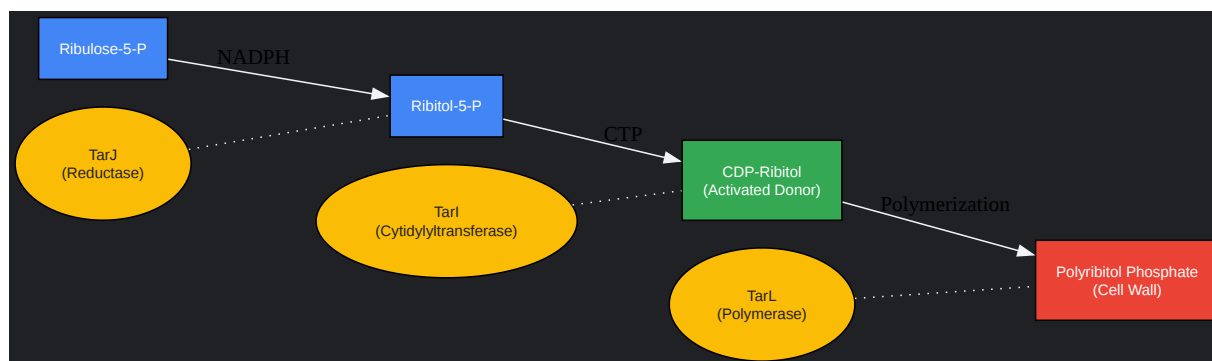 Ribulose-5-P
NADPH
Ribitol-5-P
TarJ
(Reductase)
CTP
CDP-Ribitol
(Activated Donor)
TarI
(Cytidylyltransferase)
Polymerization
Polyribitol Phosphate
(Cell Wall)
TarL
(Polymerase)